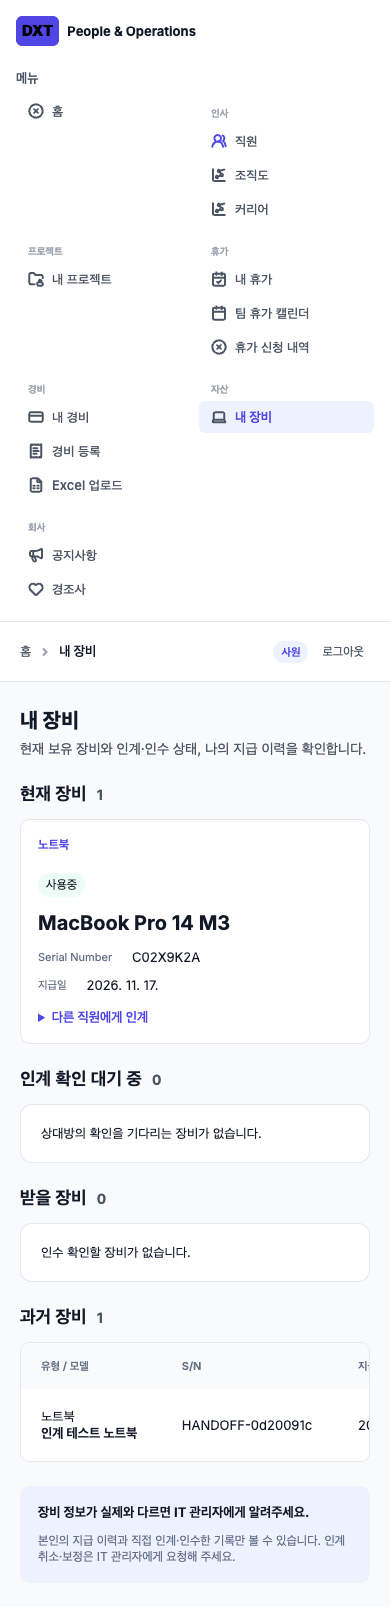 DXT People & Operations
메뉴
홈
인사
직원
조직도
커리어
프로젝트
내 프로젝트
휴가
내 휴가
팀 휴가 캘린더
휴가 신청 내역
경비
내 경비
경비 등록
Excel 업로드
자산
내 장비
회사
공지사항
경조사
홈 > 내 장비
사원 로그아웃
내 장비
현재 보유 장비와 인계·인수 상태, 나의 지급 이력을 확인합니다.
현재 장비 1
노트북
사용중
MacBook Pro 14 M3
Serial Number C02X9K2A
지급일 2026. 11. 17.
▶ 다른 직원에게 인계
인계 확인 대기 중 0
상대방의 확인을 기다리는 장비가 없습니다.
받을 장비 0
인수 확인할 장비가 없습니다.
과거 장비 1
유형 / 모델 S/N
노트북
인계 테스트 노트북 HANDOFF-0d20091c
장비 정보가 실제와 다르면 IT 관리자에게 알려주세요.
본인의 지급 이력과 직접 인계·인수한 기록만 볼 수 있습니다. 인계
취소·보정은 IT 관리자에게 요청해 주세요.